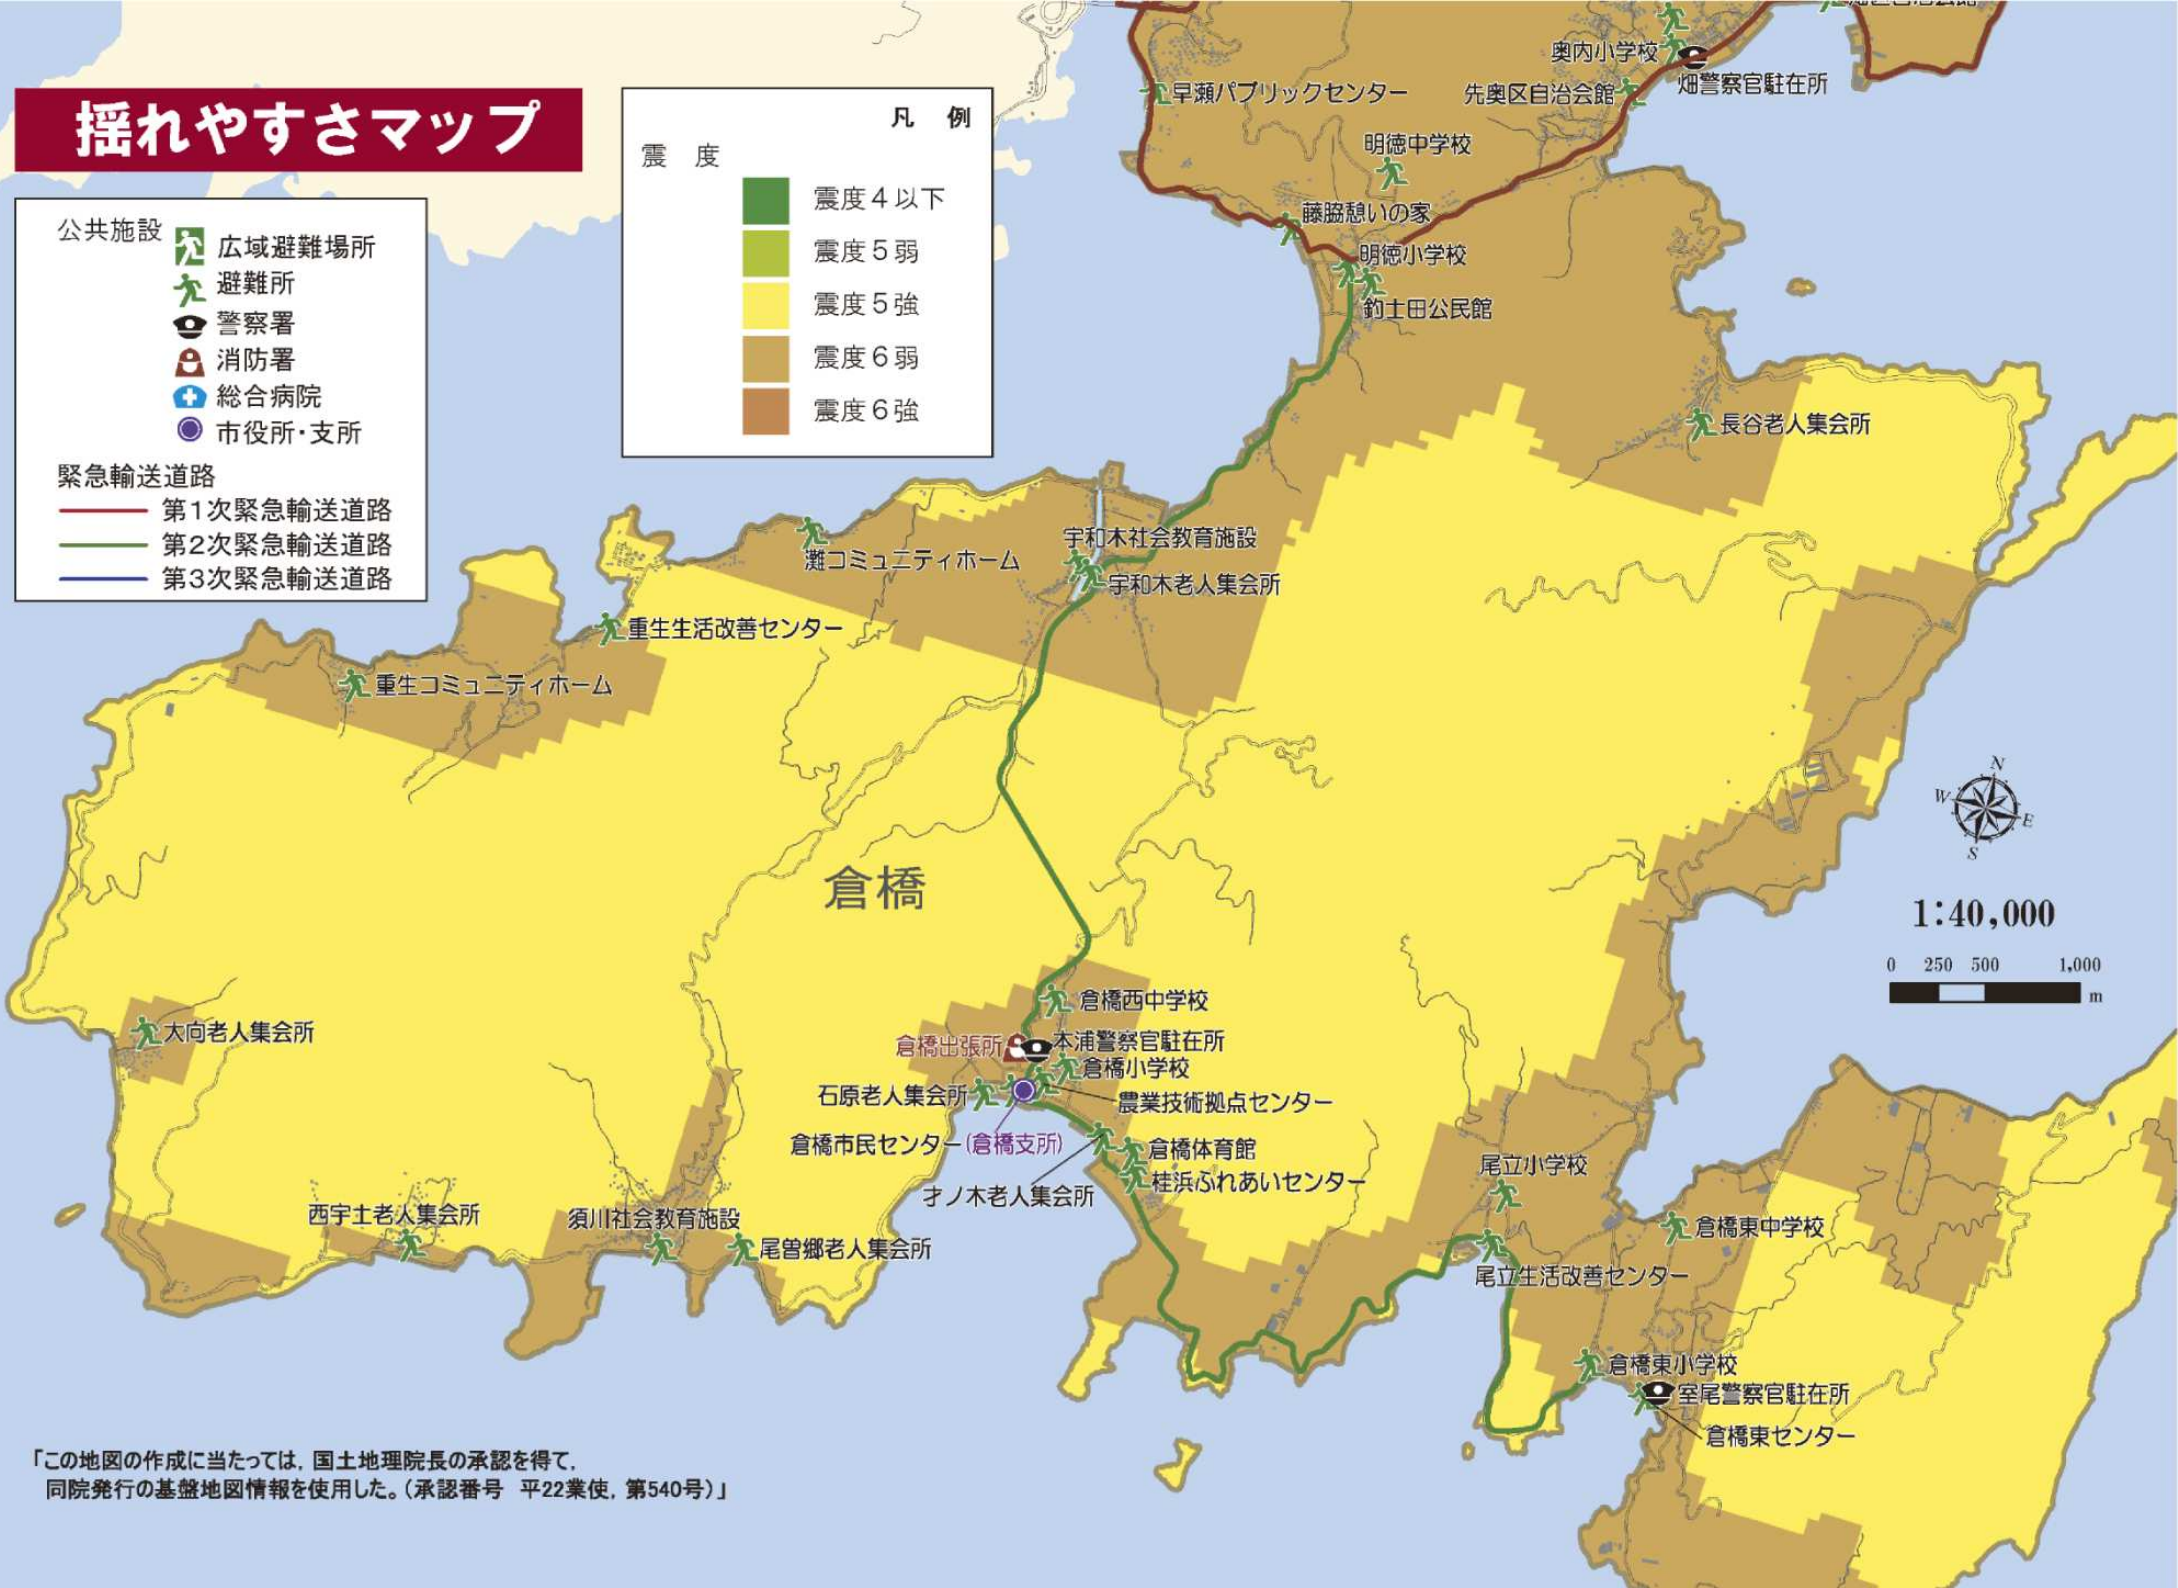 揺れやすさマップ
公共施設
広域避難場所
避難所
警察署
消防署
総合病院
市役所・支所
緊急輸送道路
第1次緊急輸送道路
第2次緊急輸送道路
第3次緊急輸送道路
凡 例
震 度
震度4以下
震度5弱
震度5強
震度6弱
震度6強
奥内小学校
畑警察官駐在所
早瀬パブリックセンター
先奥区自治会館
明徳中学校
藤脇憩いの家
明徳小学校
釣士田公民館
長谷老人集会所
宇和木社会教育施設
灘コミュニティホーム
宇和木老人集会所
重生生活改善センター
重生コミュニティホーム
N
W
E
S
倉橋
1:40,000
0 250 500 1,000
m
倉橋西中学校
大向老人集会所
倉橋出張所
本浦警察官駐在所
倉橋小学校
石原老人集会所
農業技術拠点センター
倉橋市民センター(倉橋支所)
倉橋体育館
尾立小学校
桂浜ふれあいセンター
才ノ木老人集会所
西宇土老人集会所
須川社会教育施設
倉橋東中学校
尾曽郷老人集会所
尾立生活改善センター
倉橋東小学校
室尾警察官駐在所
倉橋東センター
「この地図の作成に当たっては，国土地理院長の承認を得て，
同院発行の基盤地図情報を使用した。（承認番号 平22業使，第540号）」